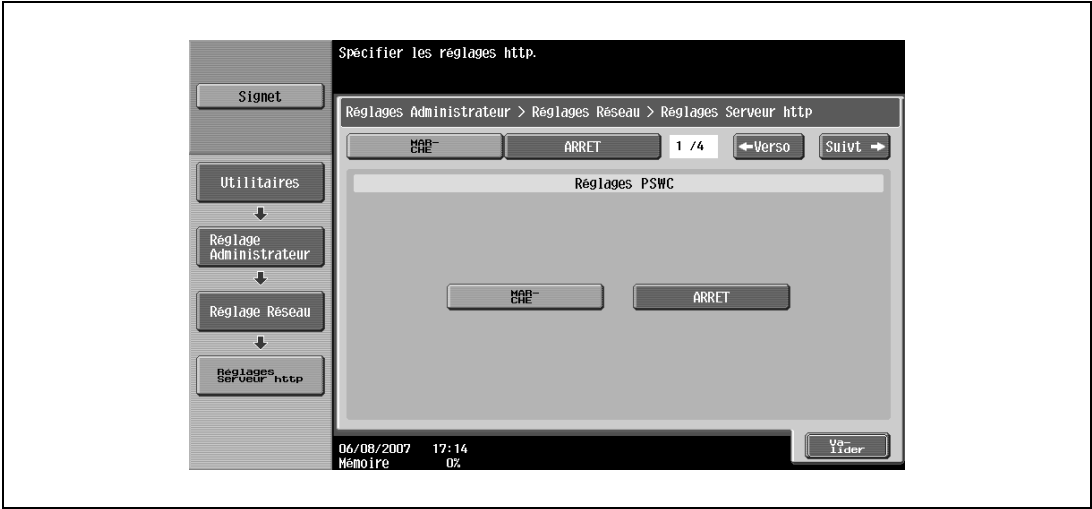 Spécifier les réglages http.
Signet
Réglages Administrateur > Réglages Réseau > Réglages Serveur http
MAR-
CHE
ARRET
1 /4
←Verso
Suivt →
Utilitaires
Réglages PSWC
Réglage
Administrateur
MAR-
CHE
ARRET
Réglage Réseau
Réglages
Serveur http
06/08/2007 17:14
Mémoire 0%
Va-
lider